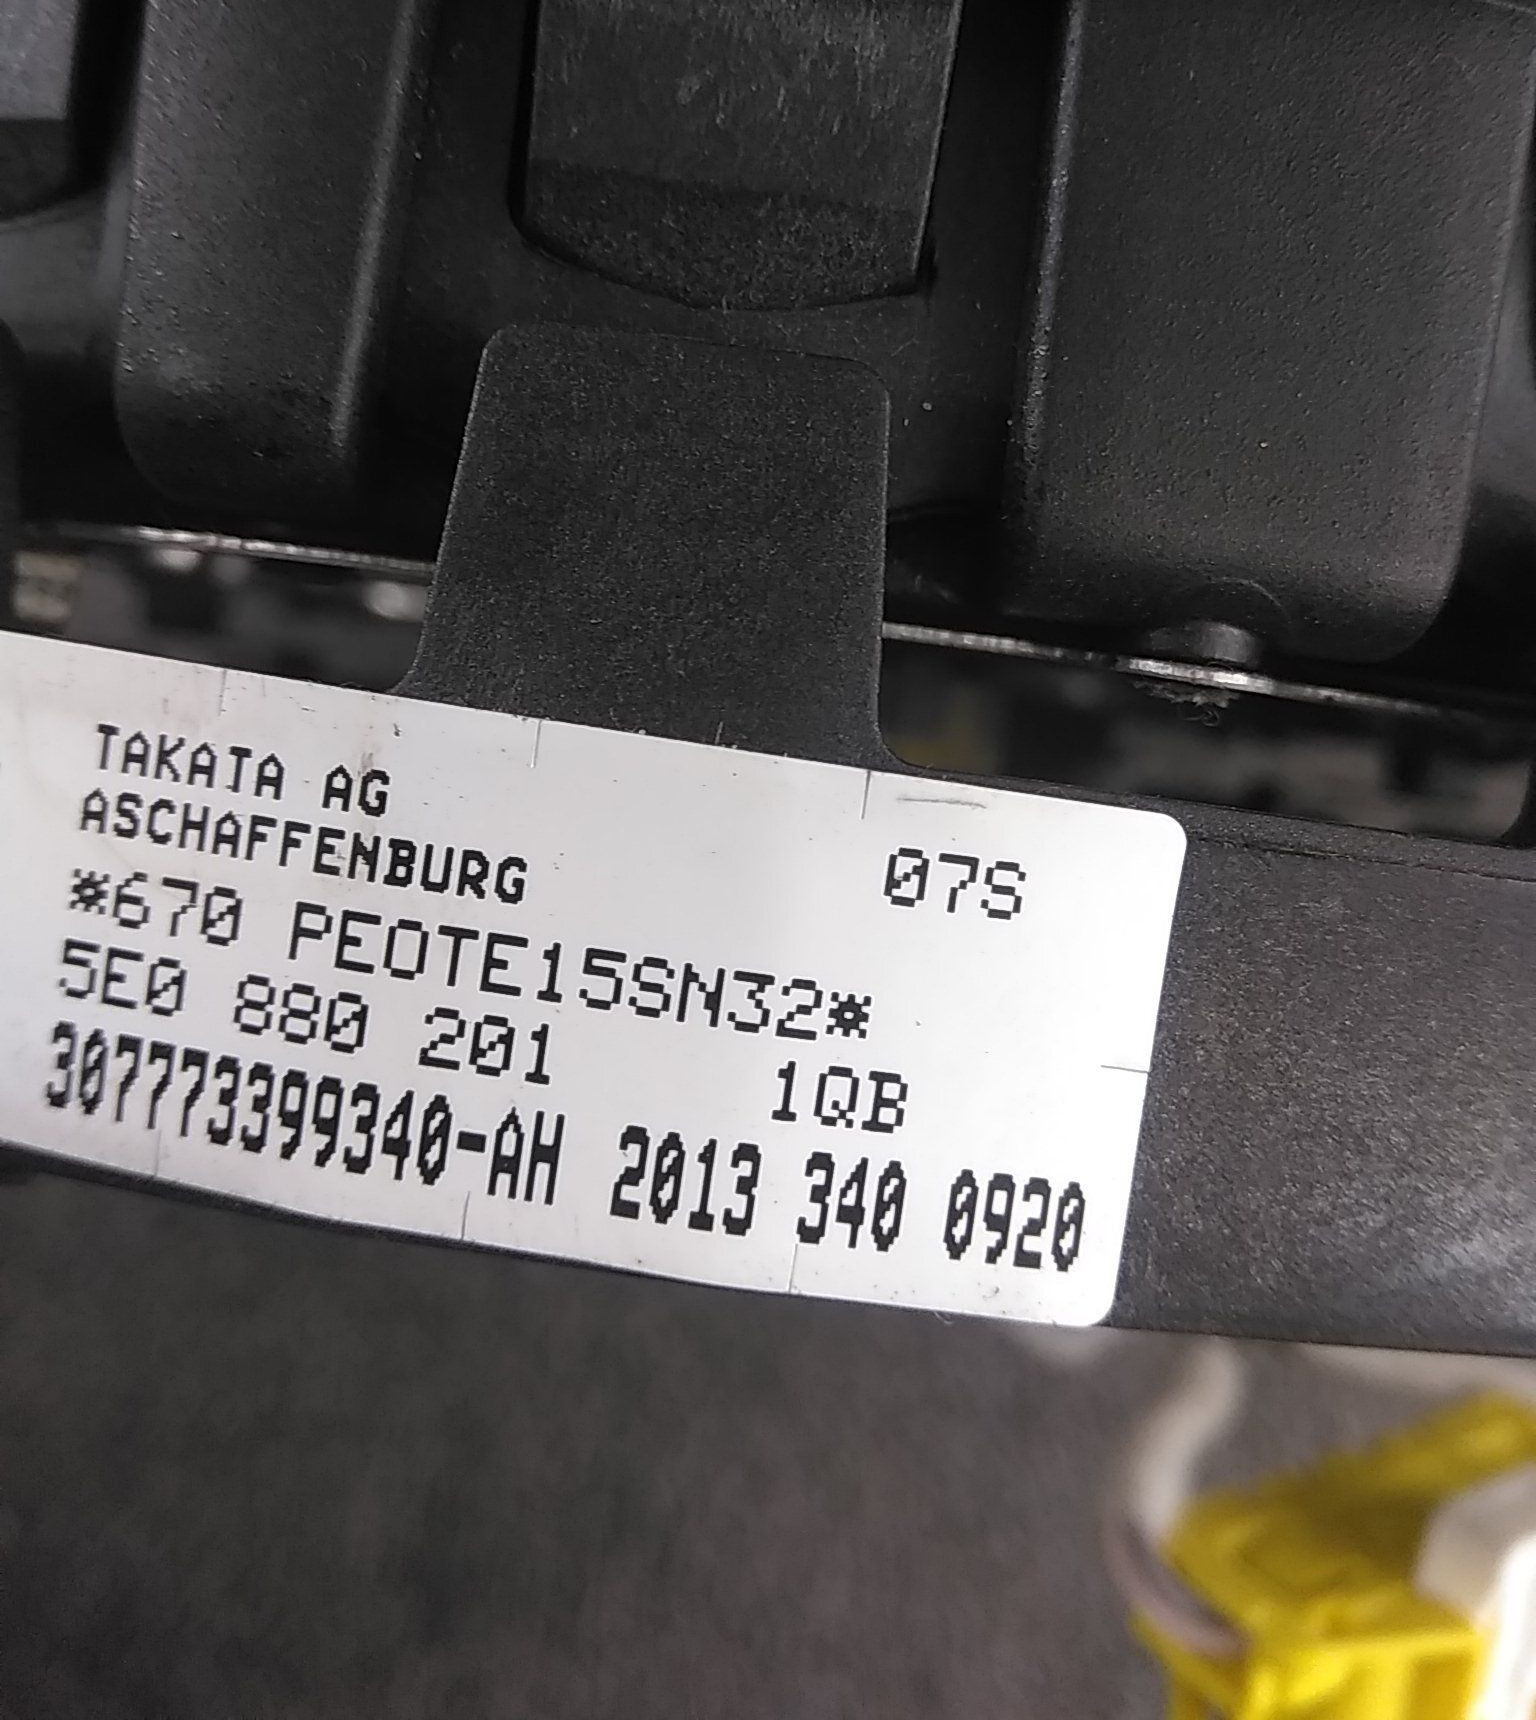 TAKATA AG
ASCHAFFENBURG 07S
*670 PEOTE15SN32*
5E0 880 201 1QB
307773399340-AH 2013 340 0920